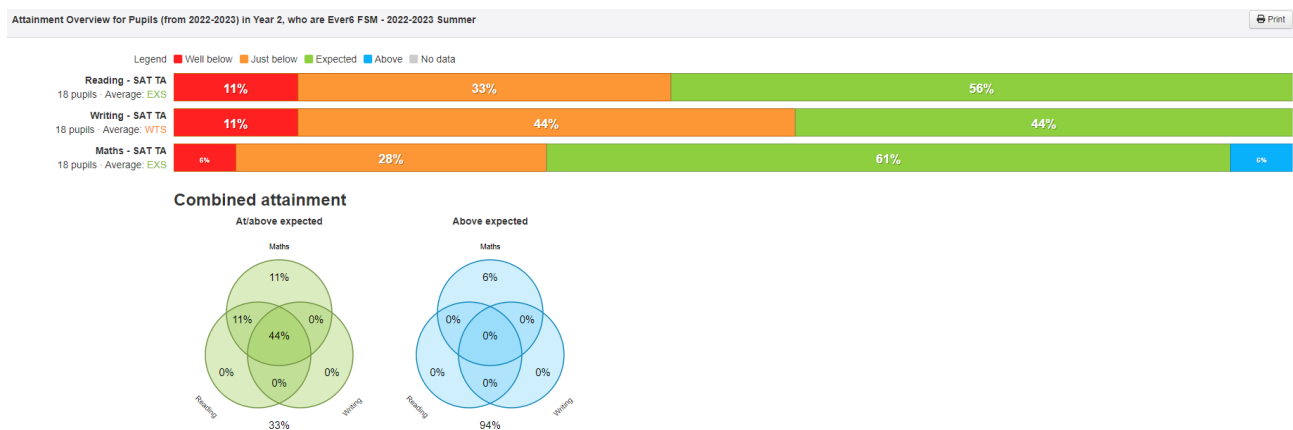 Attainment Overview for Pupils (from 2022-2023) in Year 2, who are Ever6 FSM - 2022-2023 Summer
Print
Legend Well below Just below Expected Above No data
Reading - SAT TA
18 pupils · Average: EXS
11% 33% 56%
Writing - SAT TA
18 pupils · Average: WTS
11% 44% 44%
Maths - SAT TA
18 pupils · Average: EXS
6% 28% 61% 6%
Combined attainment
At/above expected
Maths
11%
11% 0%
44%
0% 0%
0%
Reading Writing
33%
Above expected
Maths
6%
0% 0%
0%
0% 0%
0%
Reading Writing
94%